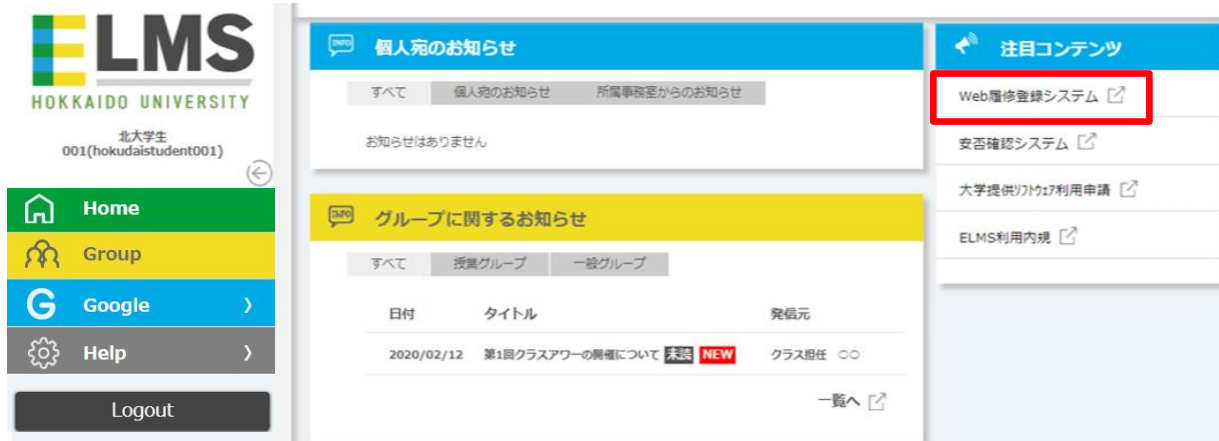 ELMS
HOKKAIDO UNIVERSITY
北大学生
001(hokudaistudent001)
Home
Group
Google
Help
Logout
個人宛のお知らせ
すべて 個人宛のお知らせ 所属事務室からのお知らせ
お知らせはありません
グループに関するお知らせ
すべて 授業グループ 一般グループ
日付 タイトル 発信元
2020/02/12 第1回クラスアワーの開催について 未読 NEW クラス担任 ○○
一覧へ
注目コンテンツ
Web履修登録システム
安否確認システム
大学提供ソフトウェア利用申請
ELMS利用内規
INFO
INFO